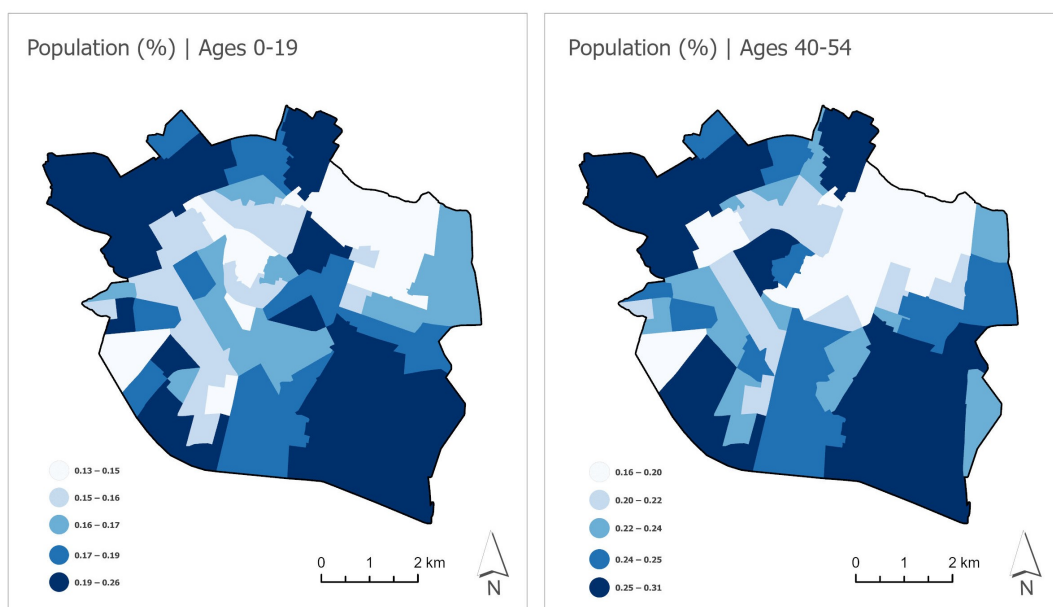 Population (%) | Ages 0-19
0.13 – 0.15
0.15 – 0.16
0.16 – 0.17
0.17 – 0.19
0.19 – 0.26
0 1 2 km
N
Population (%) | Ages 40-54
0.16 – 0.20
0.20 – 0.22
0.22 – 0.24
0.24 – 0.25
0.25 – 0.31
0 1 2 km
N